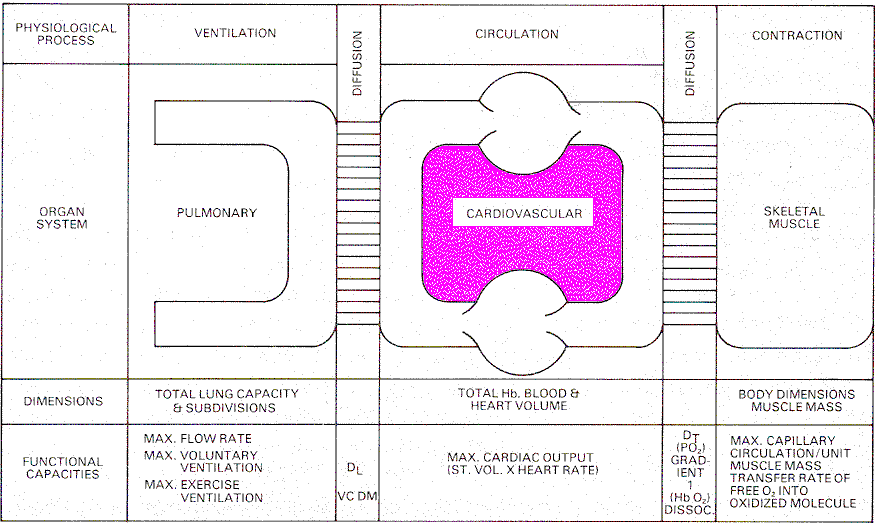 PHYSIOLOGICAL
PROCESS
VENTILATION
DIFFUSION
CIRCULATION
DIFFUSION
CONTRACTION
ORGAN
SYSTEM
PULMONARY
CARDIOVASCULAR
SKELETAL
MUSCLE
DIMENSIONS
TOTAL LUNG CAPACITY
& SUBDIVISIONS
TOTAL Hb. BLOOD &
HEART VOLUME
BODY DIMENSIONS
MUSCLE MASS
FUNCTIONAL
CAPACITIES
MAX. FLOW RATE
MAX. VOLUNTARY
VENTILATION
MAX. EXERCISE
VENTILATION
DL
VC DM
MAX. CARDIAC OUTPUT
(ST. VOL. X HEART RATE)
DT
(PO₂)
GRAD-
IENT
1
(Hb O₂)
DISSOC.
MAX. CAPILLARY
CIRCULATION/UNIT
MUSCLE MASS
TRANSFER RATE OF
FREE O₂ INTO
OXIDIZED MOLECULE